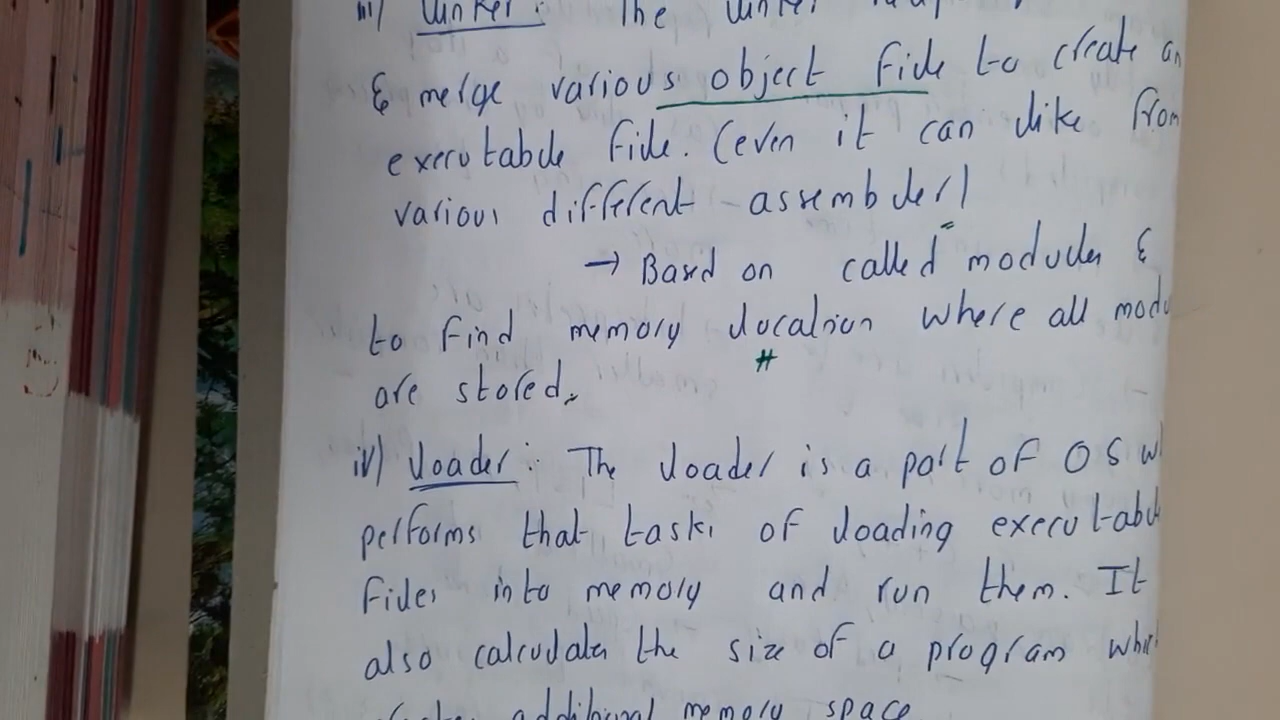 iii) Linker: The linker
& merge various object file to create an
executable file. (even it can like from
various different assembler)
→ Based on called modules &
to find memory location where all modu
are stored.
iv) Loader: The loader is a part of OS w
performs that tasks of loading executabl
files into memory and run them. It
also calculates the size of a program whi
additional memory space